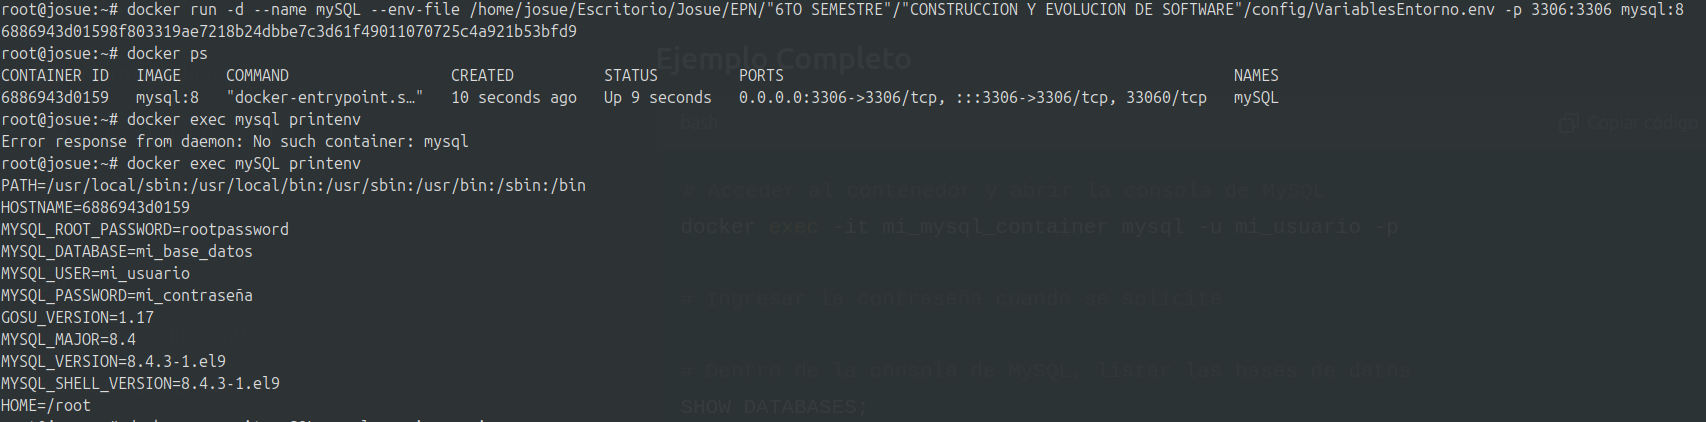 root@josue:~# docker run -d --name mySQL --env-file /home/josue/Escritorio/Josue/EPN/"6TO SEMESTRE"/"CONSTRUCCION Y EVOLUCION DE SOFTWARE"/config/VariablesEntorno.env -p 3306:3306 mysql:8
6886943d01598f803319ae7218b24dbbe7c3d61f49011070725c4a921b53bfd9
root@josue:~# docker ps
Ejemplo Completo
CONTAINER ID IMAGE COMMAND CREATED STATUS PORTS NAMES
6886943d0159 mysql:8 "docker-entrypoint.s…" 10 seconds ago Up 9 seconds 0.0.0.0:3306->3306/tcp, :::3306->3306/tcp, 33060/tcp mySQL
root@josue:~# docker exec mysql printenv
bash
Copiar código
Error response from daemon: No such container: mysql
root@josue:~# docker exec mySQL printenv
PATH=/usr/local/sbin:/usr/local/bin:/usr/sbin:/usr/bin:/sbin:/bin
# Acceder al contenedor y abrir la consola de MySQL
HOSTNAME=6886943d0159
MYSQL_ROOT_PASSWORD=rootpassword
docker exec -it mi_mysql_container mysql -u mi_usuario -p
MYSQL_DATABASE=mi_base_datos
MYSQL_USER=mi_usuario
MYSQL_PASSWORD=mi_contraseña
# Ingresar la contraseña cuando se solicite
GOSU_VERSION=1.17
MYSQL_MAJOR=8.4
MYSQL_VERSION=8.4.3-1.el9
# Dentro de la consola de MySQL, listar las bases de datos
MYSQL_SHELL_VERSION=8.4.3-1.el9
HOME=/root
SHOW DATABASES;